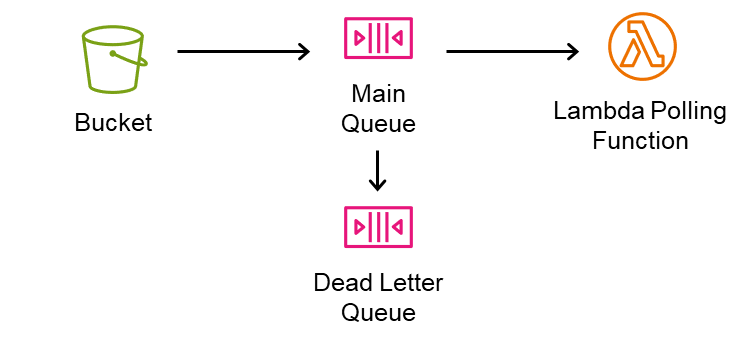 Bucket
Main
Queue
Lambda Polling
Function
Dead Letter
Queue